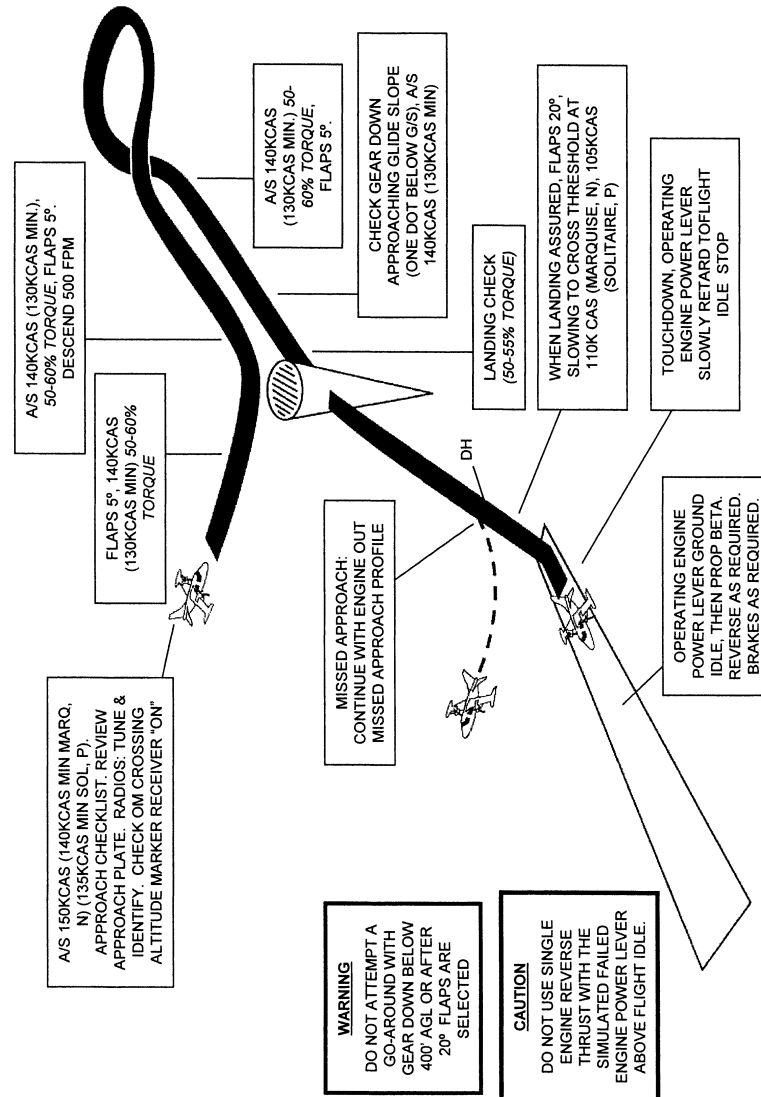 A/S 150KCAS (140KCAS MIN MARQ,
N) (135KCAS MIN SOL, P).
APPROACH CHECKLIST. REVIEW
APPROACH PLATE. RADIOS: TUNE &
IDENTIFY. CHECK OM CROSSING
ALTITUDE MARKER RECEIVER "ON"
FLAPS 5º, 140KCAS
(130KCAS MIN) 50-60%
TORQUE
A/S 140KCAS (130KCAS MIN.),
50-60% TORQUE, FLAPS 5º.
DESCEND 500 FPM
A/S 140KCAS
(130KCAS MIN.) 50-
60% TORQUE,
FLAPS 5º.
CHECK GEAR DOWN
APPROACHING GLIDE SLOPE
(ONE DOT BELOW G/S), A/S
140KCAS (130KCAS MIN)
LANDING CHECK
(50-55% TORQUE)
MISSED APPROACH:
CONTINUE WITH ENGINE OUT
MISSED APPROACH PROFILE
DH
WHEN LANDING ASSURED, FLAPS 20º,
SLOWING TO CROSS THRESHOLD AT
110K CAS (MARQUISE, N), 105KCAS
(SOLITAIRE, P)
TOUCHDOWN, OPERATING
ENGINE POWER LEVER
SLOWLY RETARD TOFLIGHT
IDLE STOP
OPERATING ENGINE
POWER LEVER GROUND
IDLE, THEN PROP BETA.
REVERSE AS REQUIRED.
BRAKES AS REQUIRED.
WARNING
DO NOT ATTEMPT A
GO-AROUND WITH
GEAR DOWN BELOW
400' AGL OR AFTER
20º FLAPS ARE
SELECTED
CAUTION
DO NOT USE SINGLE
ENGINE REVERSE
THRUST WITH THE
SIMULATED FAILED
ENGINE POWER LEVER
ABOVE FLIGHT IDLE.